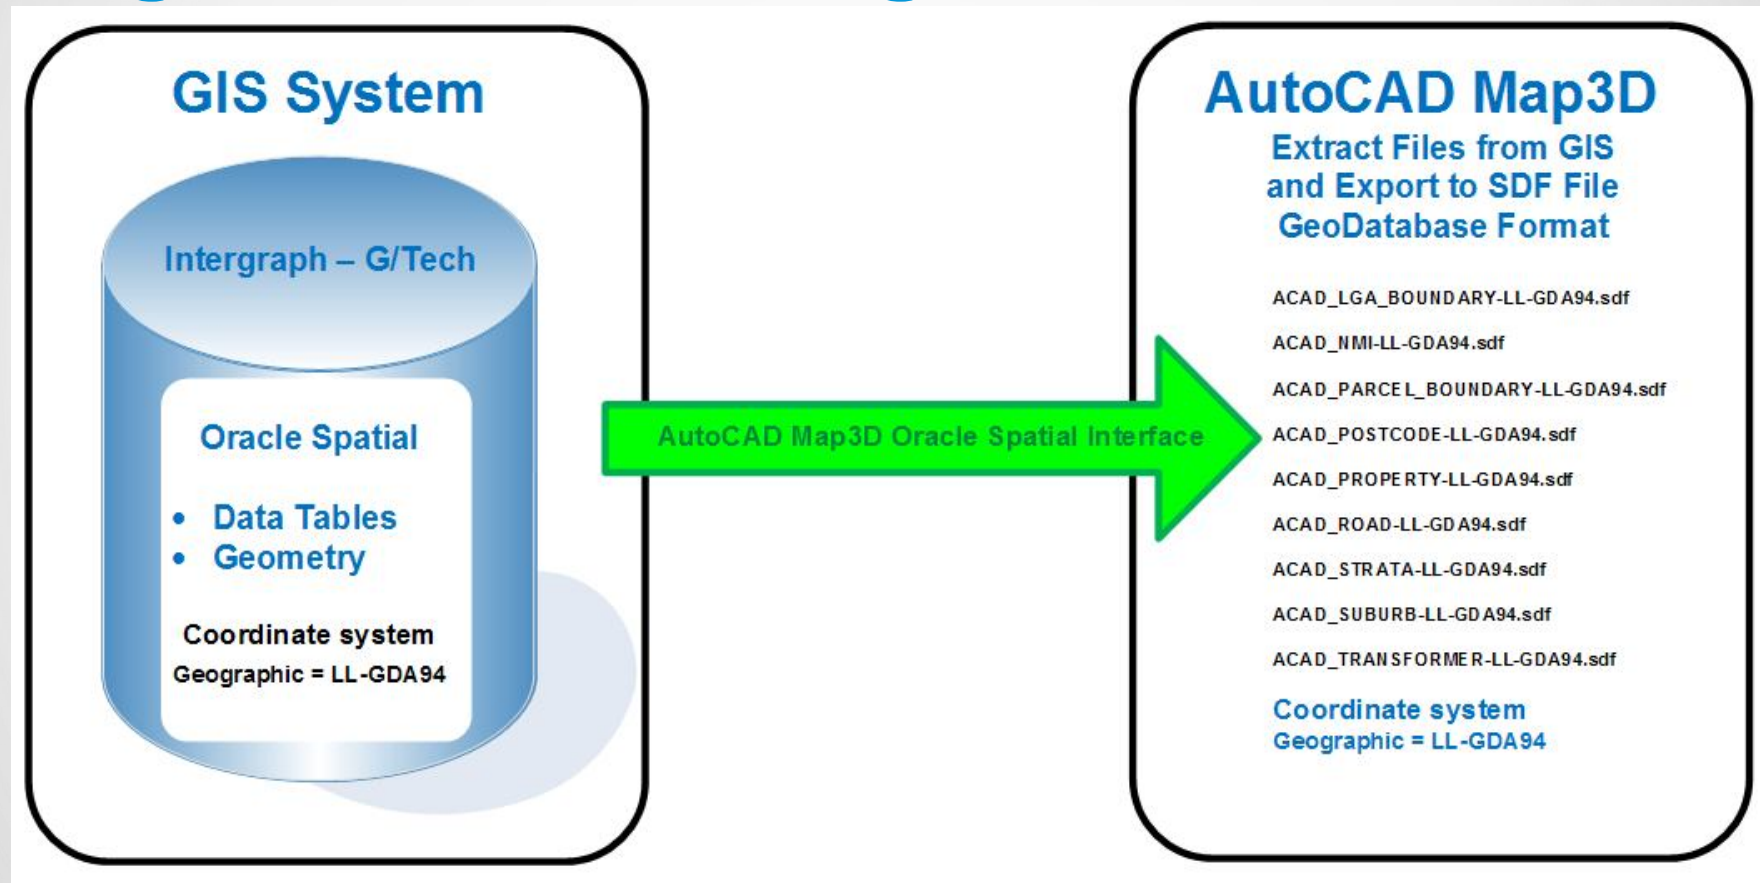 GIS System
Intergraph – G/Tech
Oracle Spatial
• Data Tables
• Geometry
Coordinate system
Geographic = LL-GDA94
AutoCAD Map3D Oracle Spatial Interface
AutoCAD Map3D
Extract Files from GIS
and Export to SDF File
GeoDatabase Format
ACAD_LGA_BOUNDARY-LL-GDA94.sdf
ACAD_NMI-LL-GDA94.sdf
ACAD_PARCEL_BOUNDARY-LL-GDA94.sdf
ACAD_POSTCODE-LL-GDA94.sdf
ACAD_PROPERTY-LL-GDA94.sdf
ACAD_ROAD-LL-GDA94.sdf
ACAD_STRATA-LL-GDA94.sdf
ACAD_SUBURB-LL-GDA94.sdf
ACAD_TRANSFORMER-LL-GDA94.sdf
Coordinate system
Geographic = LL-GDA94